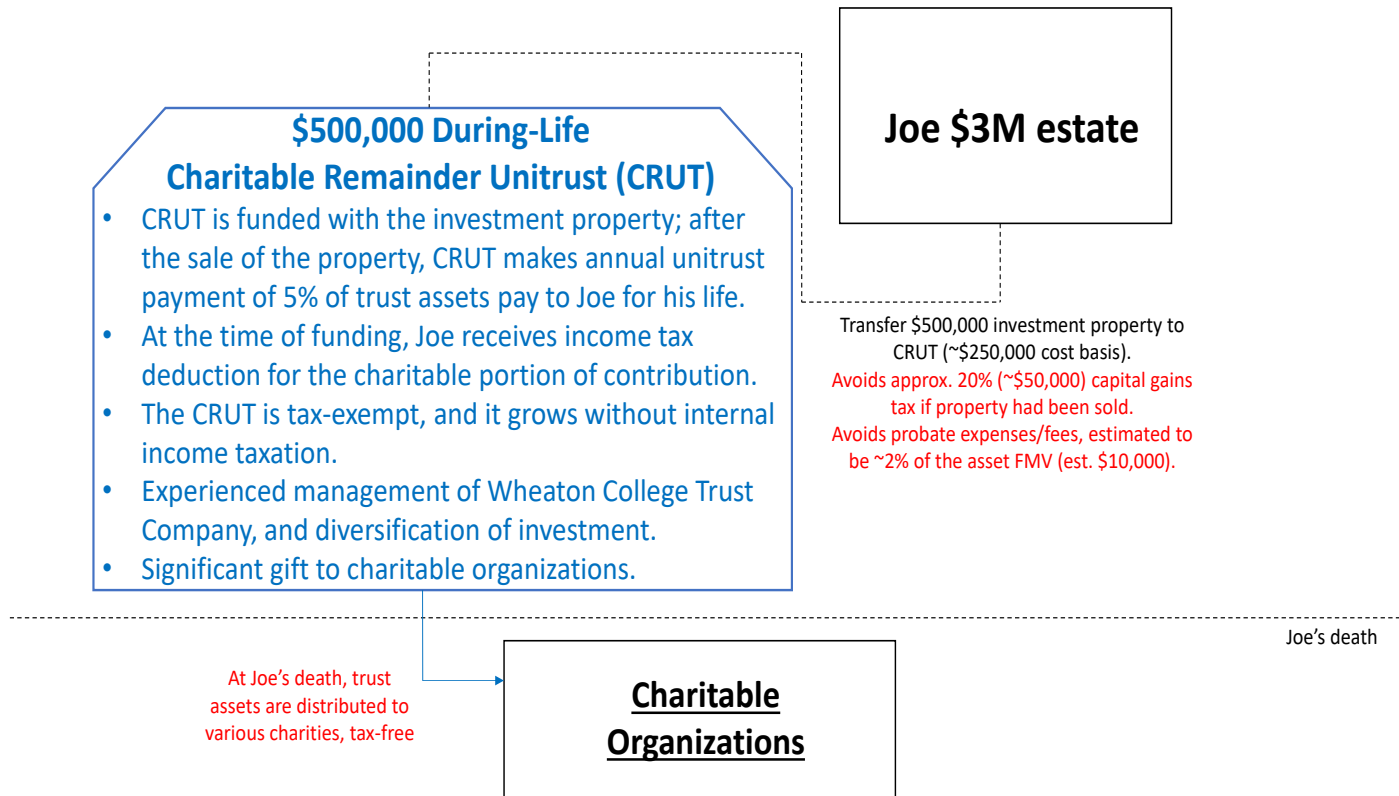 Joe $3M estate
$500,000 During-Life
Charitable Remainder Unitrust (CRUT)
• CRUT is funded with the investment property; after
the sale of the property, CRUT makes annual unitrust
payment of 5% of trust assets pay to Joe for his life.
• At the time of funding, Joe receives income tax
deduction for the charitable portion of contribution.
• The CRUT is tax-exempt, and it grows without internal
income taxation.
• Experienced management of Wheaton College Trust
Company, and diversification of investment.
• Significant gift to charitable organizations.
Transfer $500,000 investment property to
CRUT (~$250,000 cost basis).
Avoids approx. 20% (~$50,000) capital gains
tax if property had been sold.
Avoids probate expenses/fees, estimated to
be ~2% of the asset FMV (est. $10,000).
Joe’s death
At Joe’s death, trust
assets are distributed to
various charities, tax-free
Charitable
Organizations